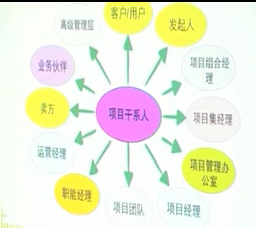 客户/用户
高级管理层
发起人
业务伙伴
项目组合经
理
卖方
项目干系人
项目集经理
运营经理
项目管理办
公室
职能经理
项目团队
项目经理